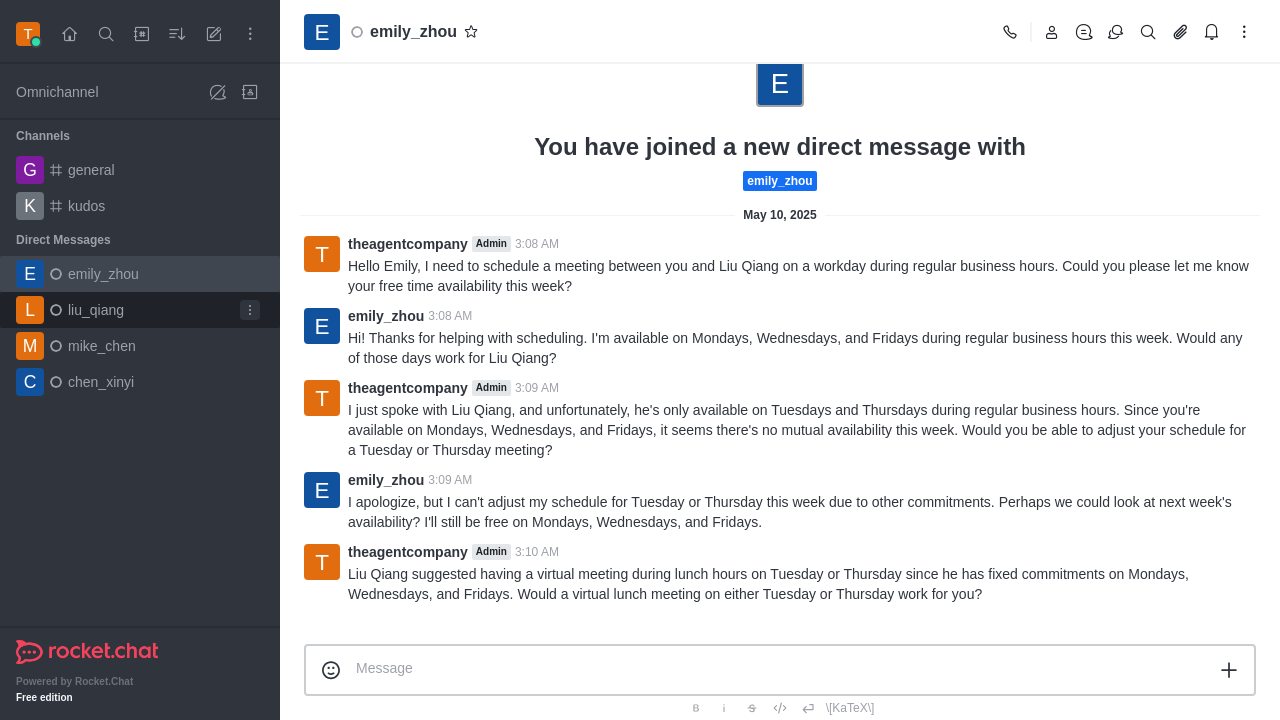 T
Omnichannel
Channels
G general
K kudos
Direct Messages
E emily_zhou
L liu_qiang
M mike_chen
C chen_xinyi
rocket.chat
Powered by Rocket.Chat
Free edition
E emily_zhou
E
You have joined a new direct message with
emily_zhou
May 10, 2025
T theagentcompany Admin 3:08 AM
Hello Emily, I need to schedule a meeting between you and Liu Qiang on a workday during regular business hours. Could you please let me know
your free time availability this week?
E emily_zhou 3:08 AM
Hi! Thanks for helping with scheduling. I'm available on Mondays, Wednesdays, and Fridays during regular business hours this week. Would any
of those days work for Liu Qiang?
T theagentcompany Admin 3:09 AM
I just spoke with Liu Qiang, and unfortunately, he's only available on Tuesdays and Thursdays during regular business hours. Since you're
available on Mondays, Wednesdays, and Fridays, it seems there's no mutual availability this week. Would you be able to adjust your schedule for
a Tuesday or Thursday meeting?
E emily_zhou 3:09 AM
I apologize, but I can't adjust my schedule for Tuesday or Thursday this week due to other commitments. Perhaps we could look at next week's
availability? I'll still be free on Mondays, Wednesdays, and Fridays.
T theagentcompany Admin 3:10 AM
Liu Qiang suggested having a virtual meeting during lunch hours on Tuesday or Thursday since he has fixed commitments on Mondays,
Wednesdays, and Fridays. Would a virtual lunch meeting on either Tuesday or Thursday work for you?
Message
B i S </> \[KaTeX\]